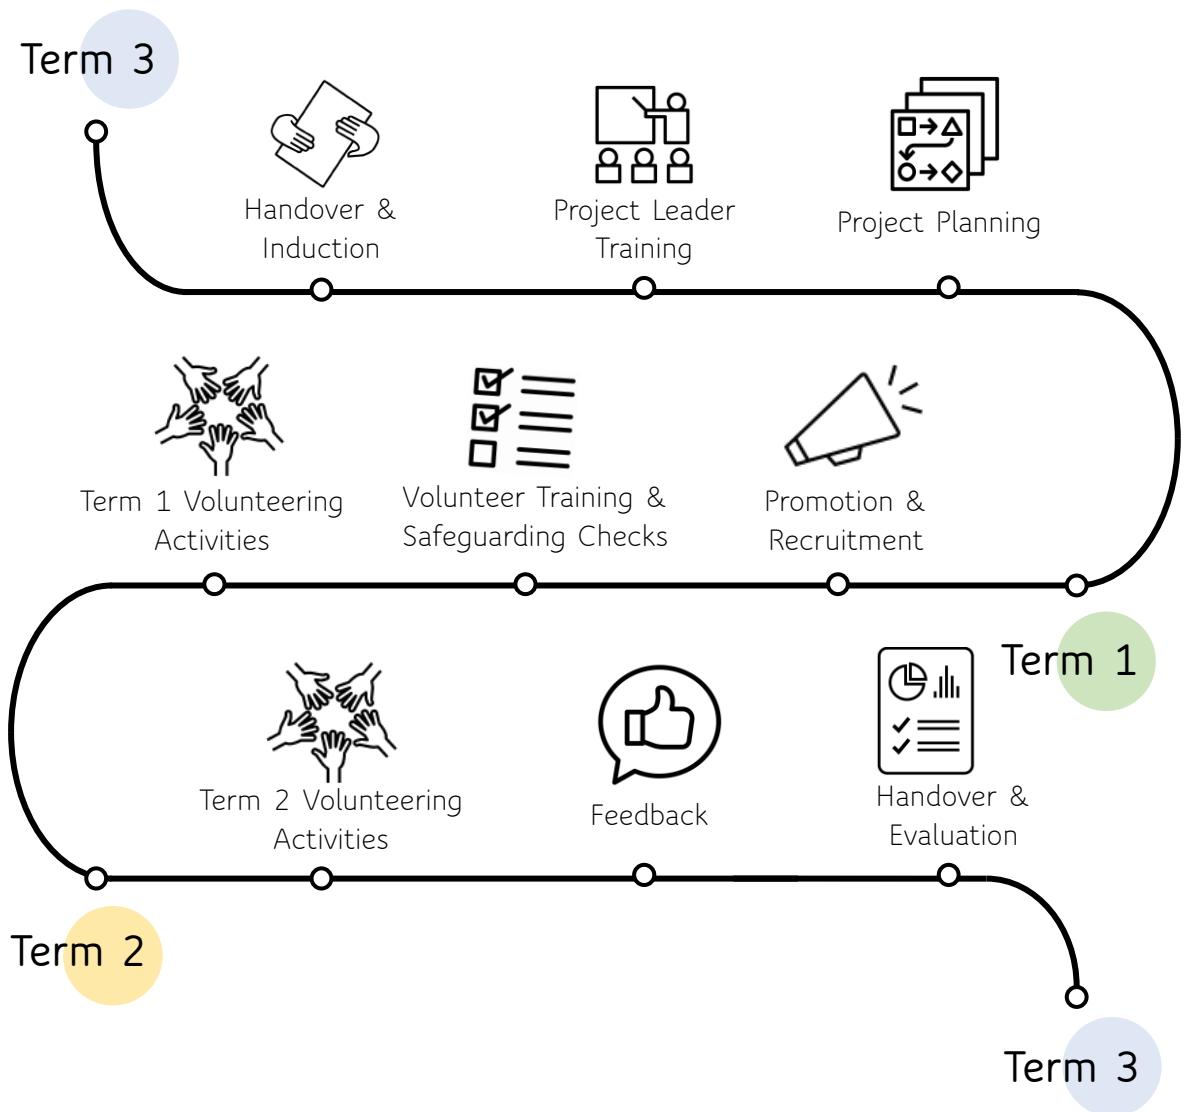 Term 3
Handover &
Induction
Project Leader
Training
Project Planning
Term 1 Volunteering
Activities
Volunteer Training &
Safeguarding Checks
Promotion &
Recruitment
Term 1
Term 2 Volunteering
Activities
Feedback
Handover &
Evaluation
Term 2
Term 3